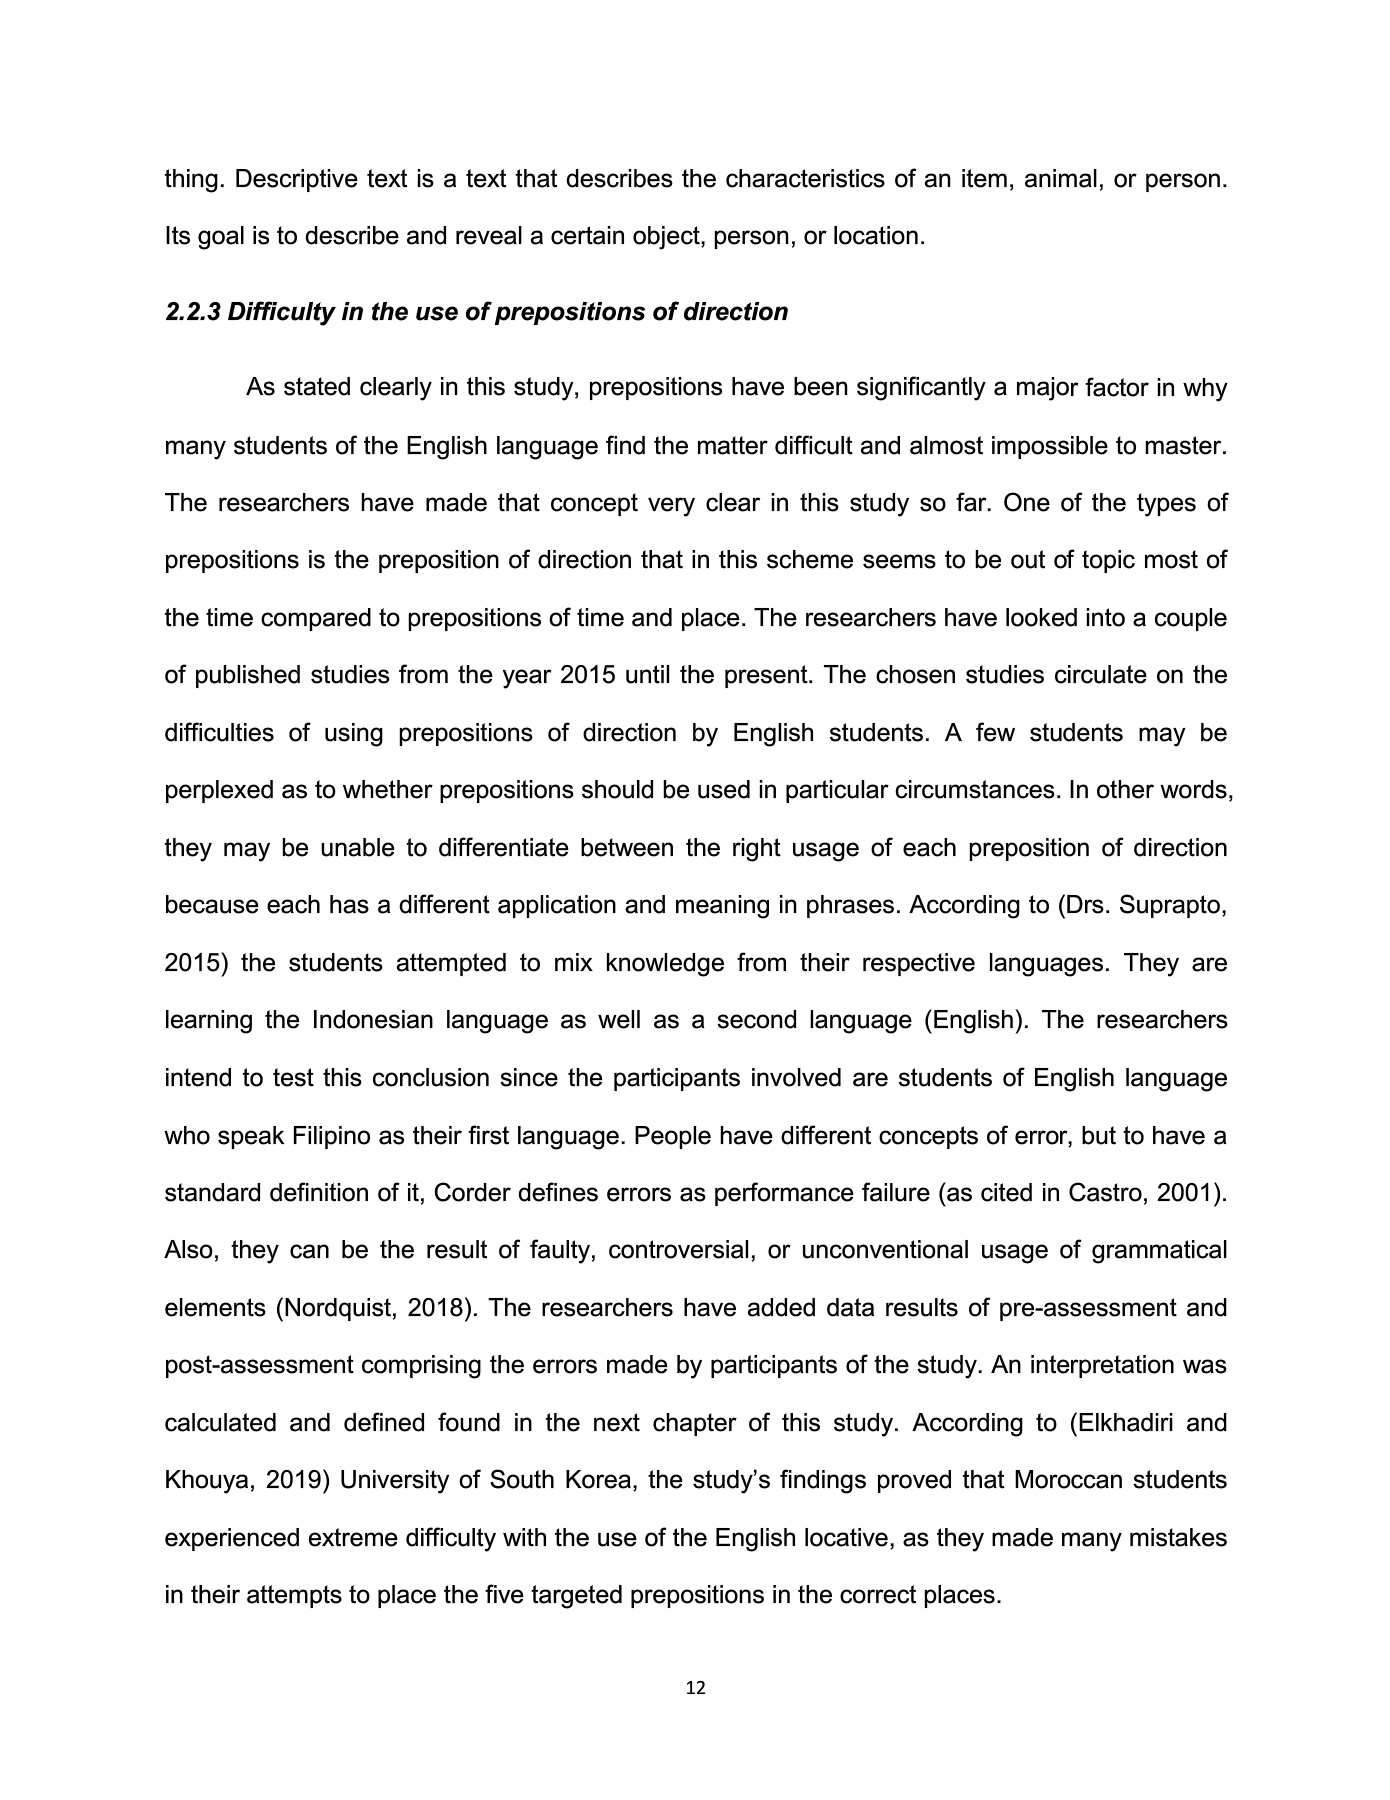 thing. Descriptive text is a text that describes the characteristics of an item, animal, or person.
Its goal is to describe and reveal a certain object, person, or location.
2.2.3 Difficulty in the use of prepositions of direction
As stated clearly in this study, prepositions have been significantly a major factor in why
many students of the English language find the matter difficult and almost impossible to master.
The researchers have made that concept very clear in this study so far. One of the types of
prepositions is the preposition of direction that in this scheme seems to be out of topic most of
the time compared to prepositions of time and place. The researchers have looked into a couple
of published studies from the year 2015 until the present. The chosen studies circulate on the
difficulties of using prepositions of direction by English students. A few students may be
perplexed as to whether prepositions should be used in particular circumstances. In other words,
they may be unable to differentiate between the right usage of each preposition of direction
because each has a different application and meaning in phrases. According to (Drs. Suprapto,
2015) the students attempted to mix knowledge from their respective languages. They are
learning the Indonesian language as well as a second language (English). The researchers
intend to test this conclusion since the participants involved are students of English language
who speak Filipino as their first language. People have different concepts of error, but to have a
standard definition of it, Corder defines errors as performance failure (as cited in Castro, 2001).
Also, they can be the result of faulty, controversial, or unconventional usage of grammatical
elements (Nordquist, 2018). The researchers have added data results of pre-assessment and
post-assessment comprising the errors made by participants of the study. An interpretation was
calculated and defined found in the next chapter of this study. According to (Elkhadiri and
Khouya, 2019) University of South Korea, the study’s findings proved that Moroccan students
experienced extreme difficulty with the use of the English locative, as they made many mistakes
in their attempts to place the five targeted prepositions in the correct places.
12